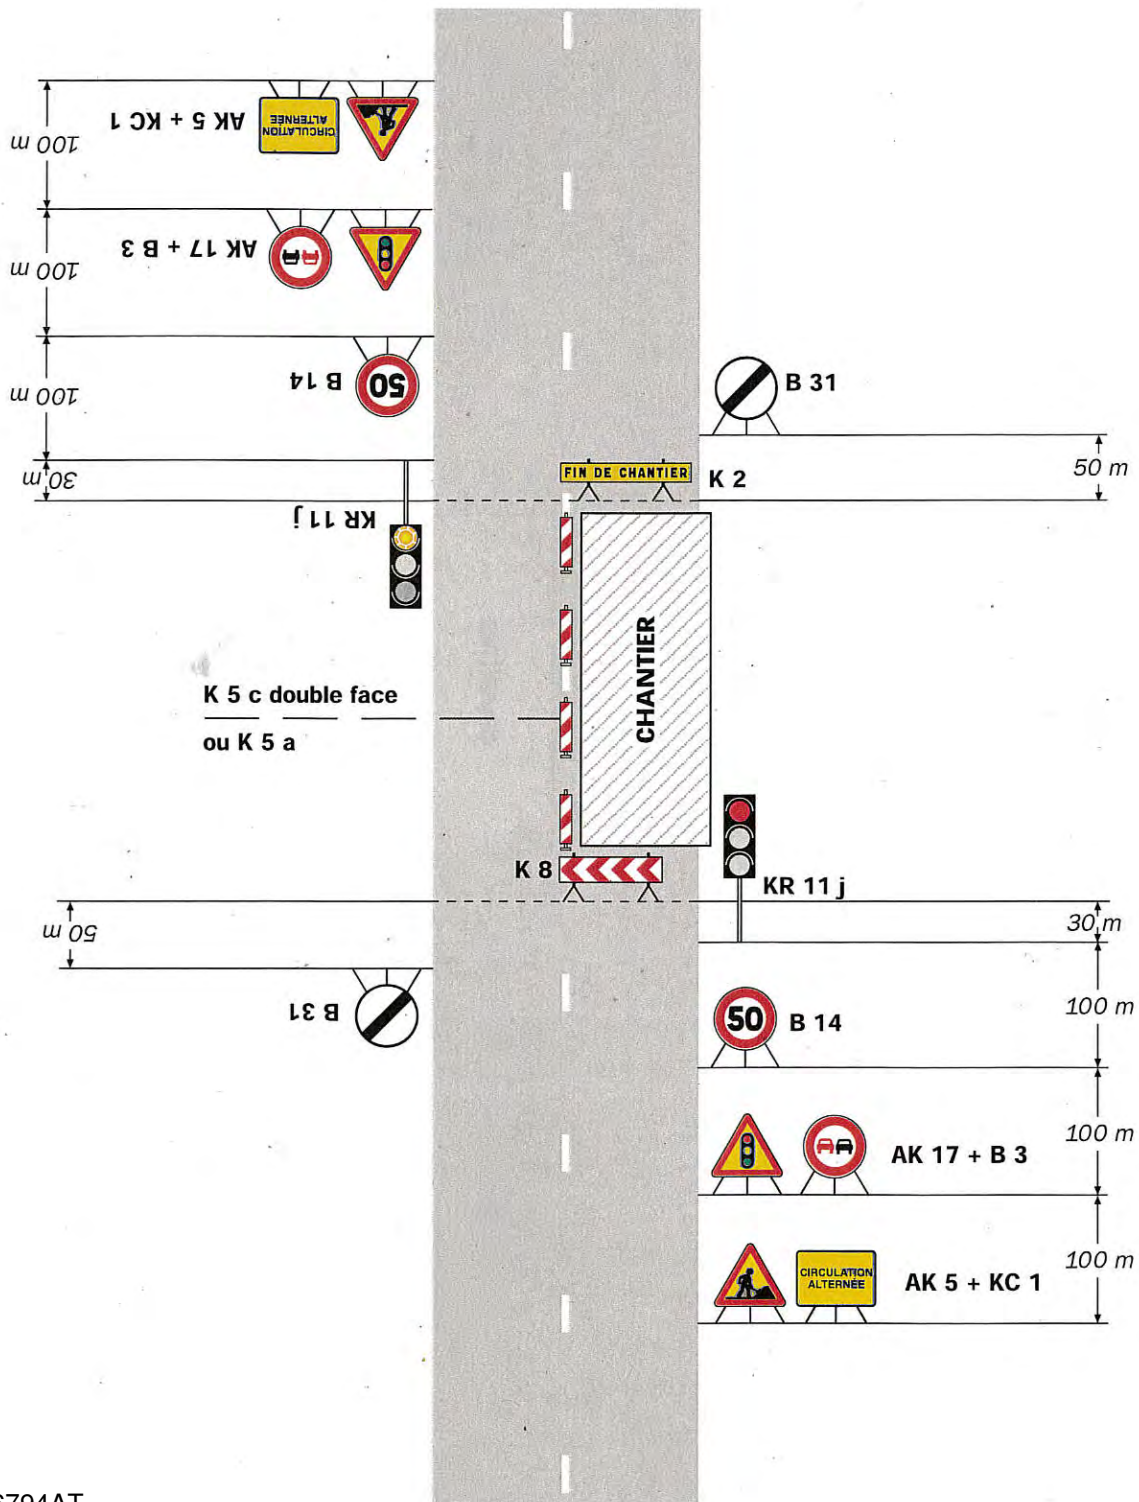 AK 5 + KC 1
CIRCULATION
ALTERNÉE
100 m
AK 17 + B 3
100 m
B 14
50
100 m
B 31
30 m
50 m
FIN DE CHANTIER
K 2
KR 11 j
CHANTIER
K 5 c double face
ou K 5 a
K 8
KR 11 j
50 m
30 m
B 31
50
B 14
100 m
AK 17 + B 3
100 m
CIRCULATION
ALTERNÉE
AK 5 + KC 1
100 m